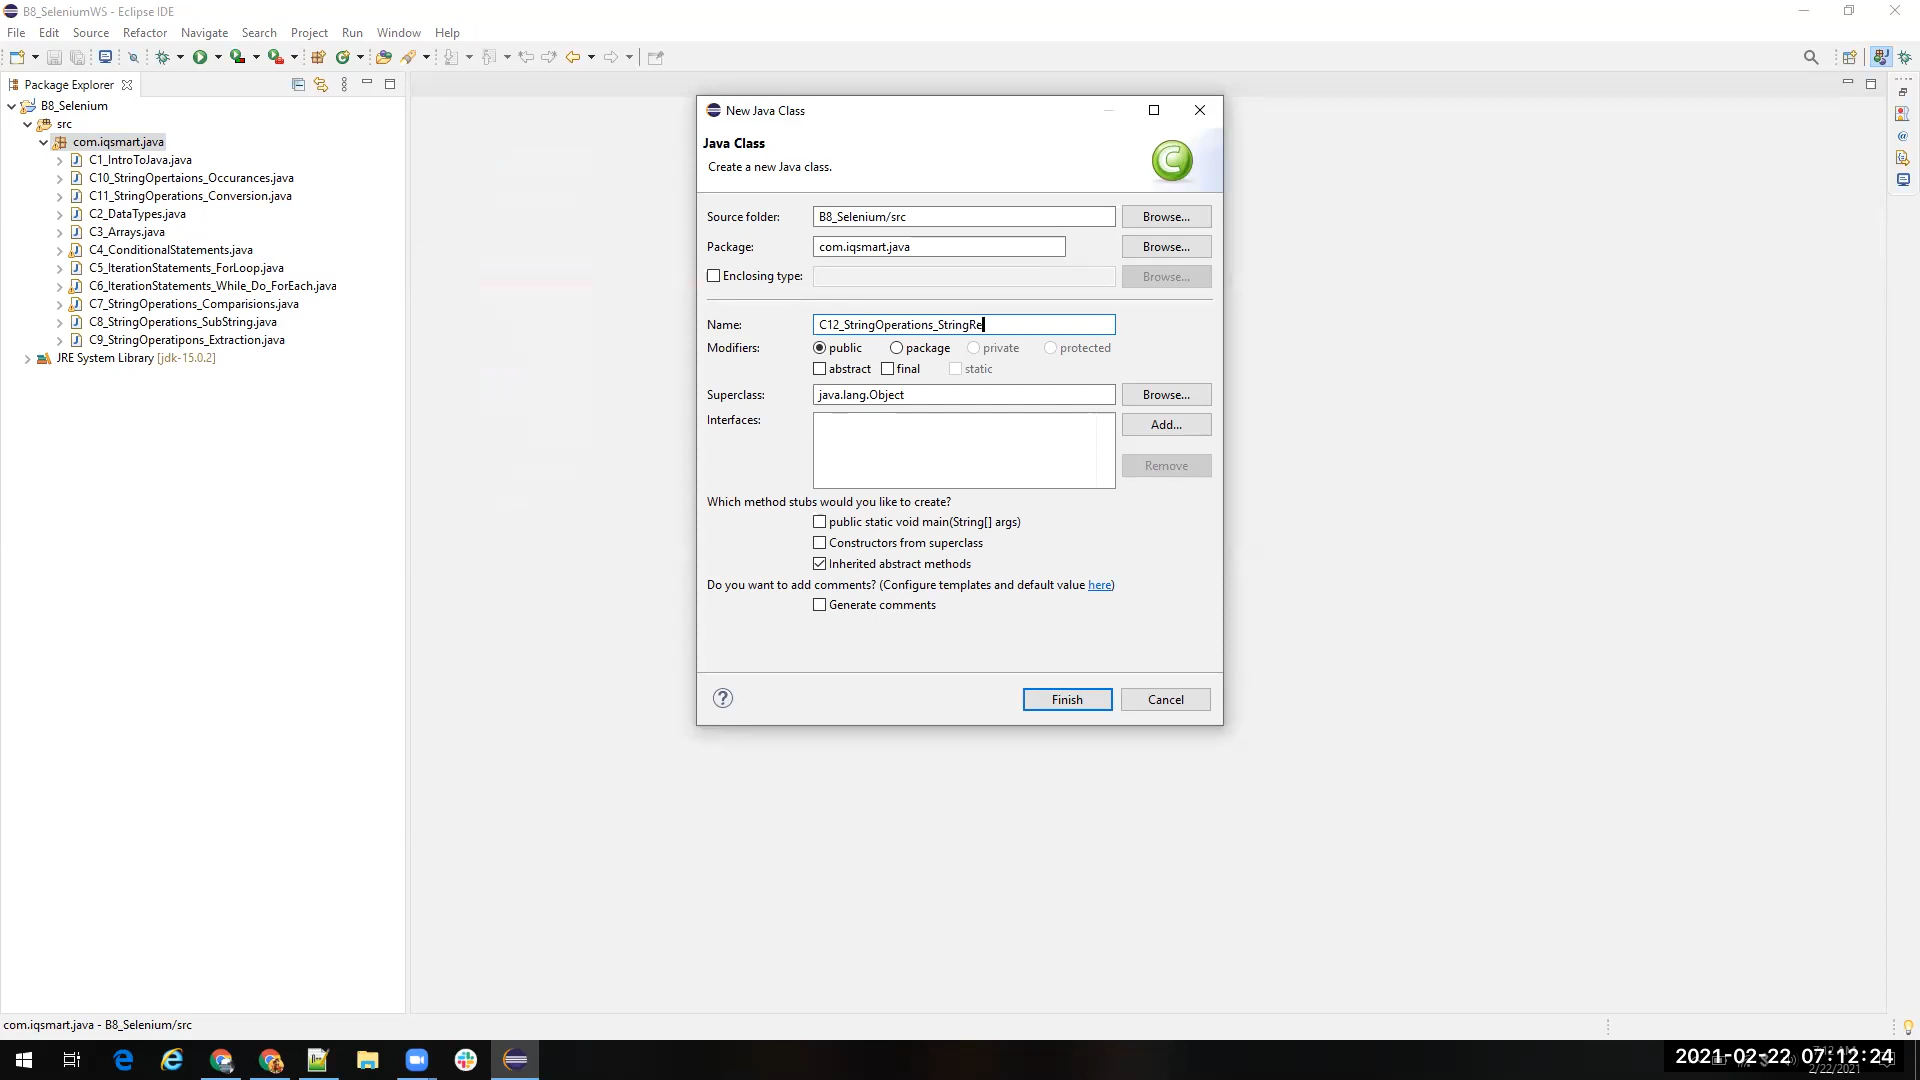 B8_SeleniumWS - Eclipse IDE
File Edit Source Refactor Navigate Search Project Run Window Help
Package Explorer
B8_Selenium
src
com.iqsmart.java
C1_IntroToJava.java
C10_StringOpertaions_Occurances.java
C11_StringOperations_Conversion.java
C2_DataTypes.java
C3_Arrays.java
C4_ConditionalStatements.java
C5_IterationStatements_ForLoop.java
C6_IterationStatements_While_Do_ForEach.java
C7_StringOperations_Comparisions.java
C8_StringOperations_SubString.java
C9_StringOperatipons_Extraction.java
JRE System Library [jdk-15.0.2]
New Java Class
Java Class
Create a new Java class.
Source folder: B8_Selenium/src Browse...
Package: com.iqsmart.java Browse...
Enclosing type: Browse...
Name: C12_StringOperations_StringRe
Modifiers: public package private protected
abstract final static
Superclass: java.lang.Object Browse...
Interfaces: Add...
Remove
Which method stubs would you like to create?
public static void main(String[] args)
Constructors from superclass
Inherited abstract methods
Do you want to add comments? (Configure templates and default value here)
Generate comments
Finish Cancel
com.iqsmart.java - B8_Selenium/src
2021-02-22 07:12:24
2/22/2021